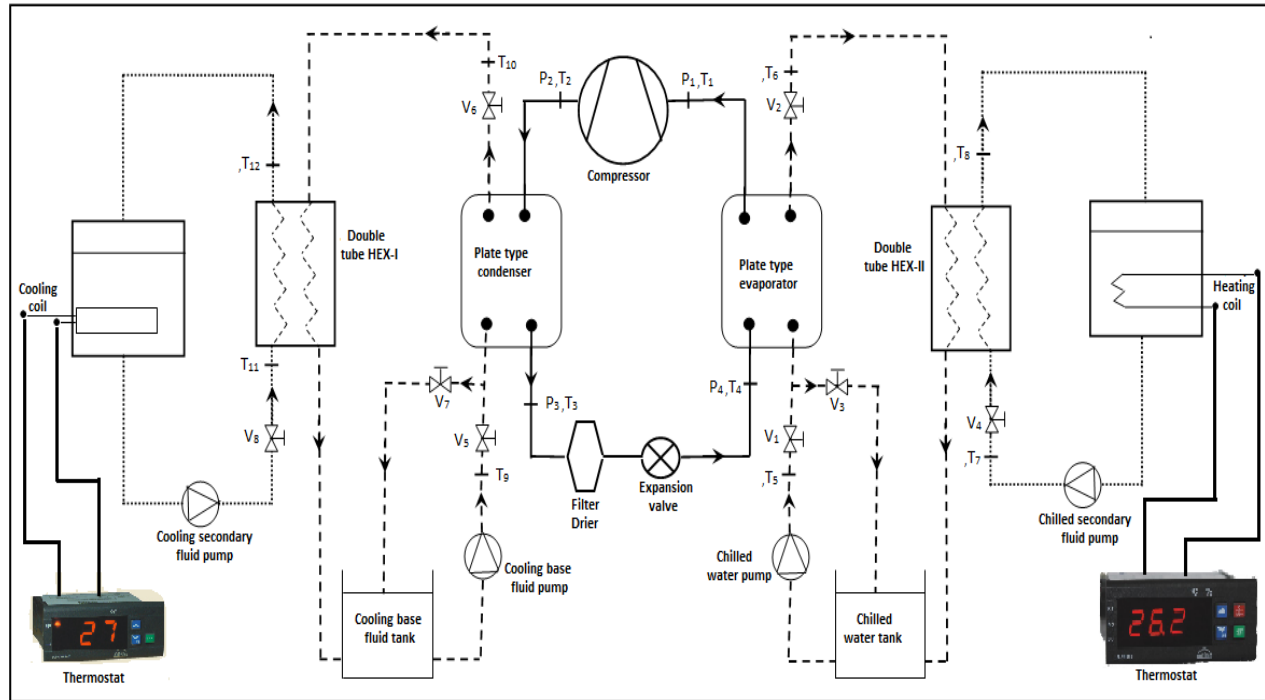 T10
P2,T2
P1,T1
,T6
V6
V2
,T12
,T8
Compressor
Double
tube HEX-I
Plate type
condenser
Plate type
evaporator
Double
tube HEX-II
Cooling
coil
Heating
coil
T11
V7
P3,T3
P4,T4
V3
V8
V5
V1
V4
T9
,T5
,T7
Filter
Drier
Expansion
valve
Cooling secondary
fluid pump
Cooling base
fluid pump
Chilled
water pump
Chilled secondary
fluid pump
Cooling base
fluid tank
Chilled
water tank
27
26.2
Thermostat
Thermostat